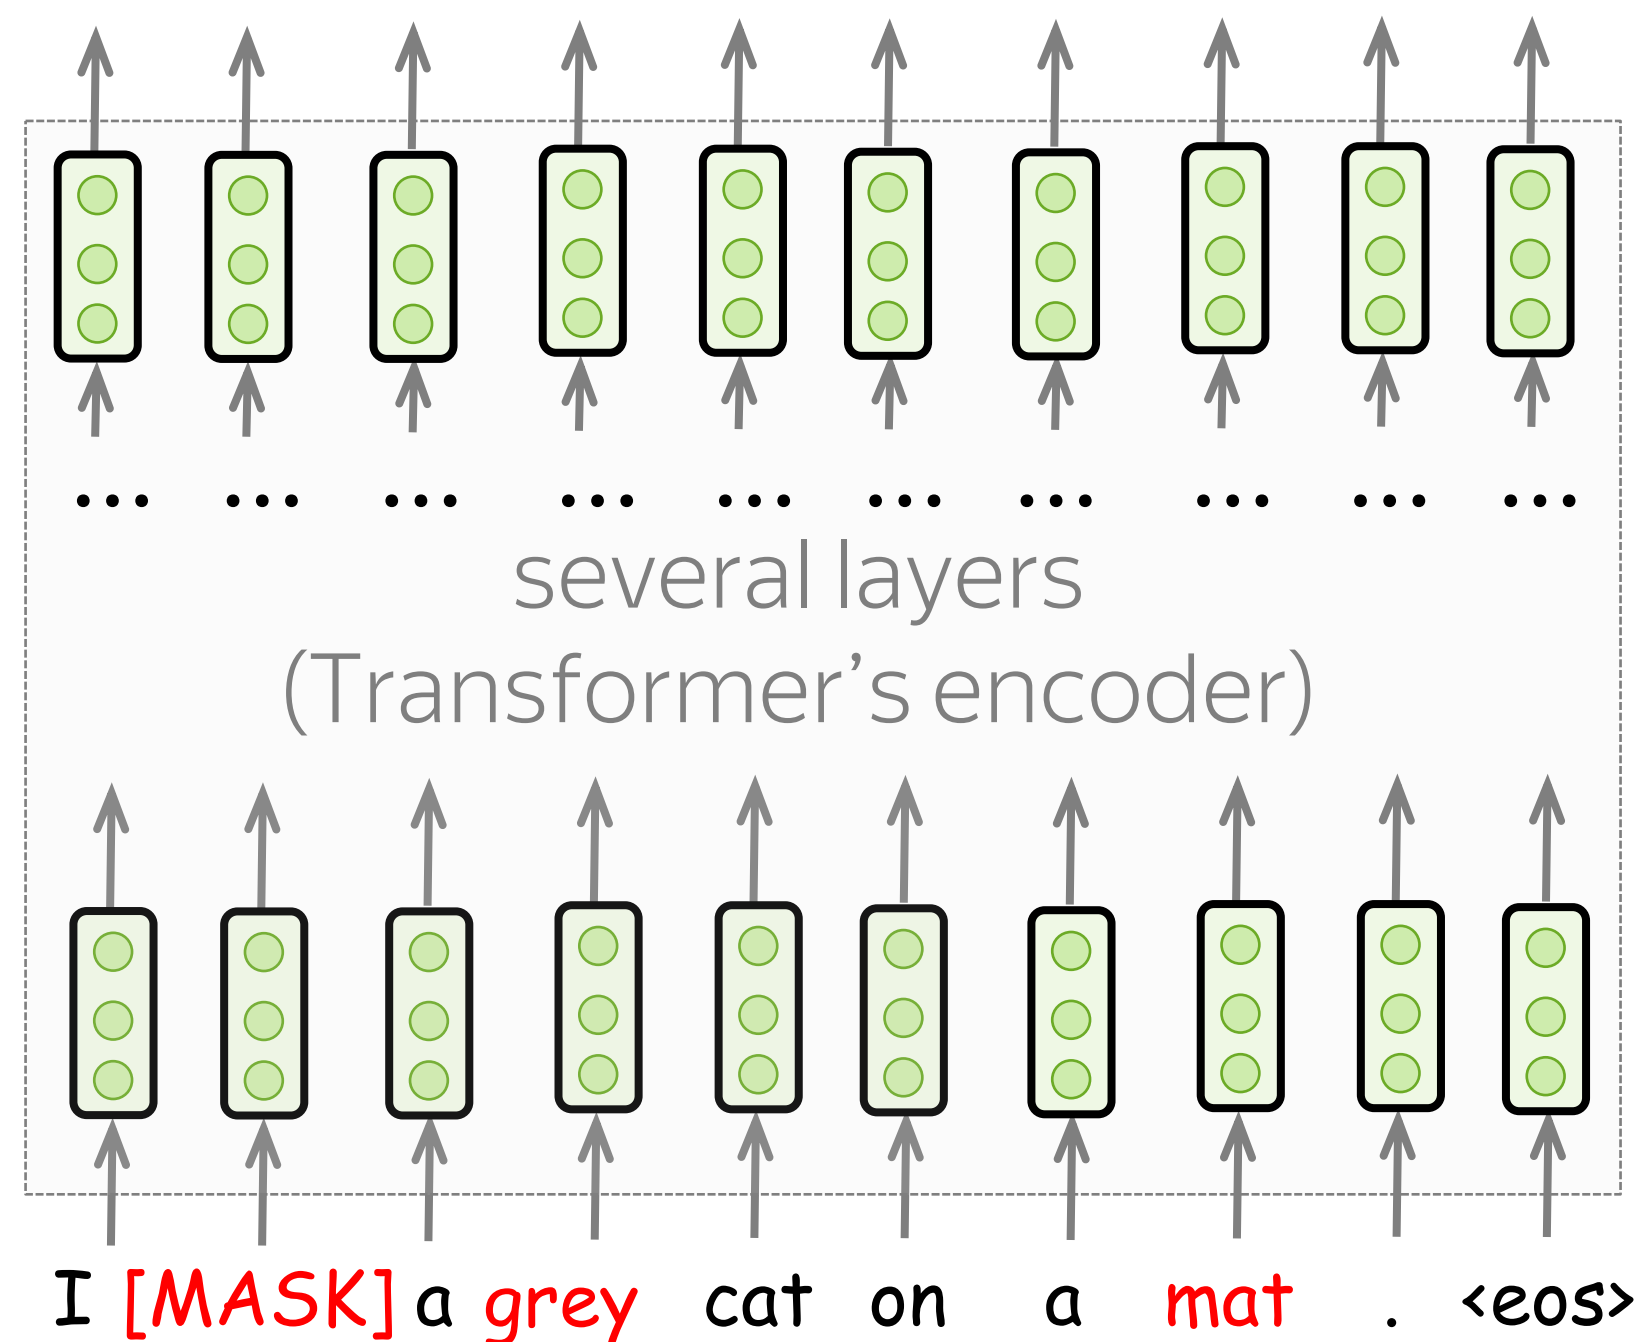 ... ... ... ... ... ... ... ... ... ...
several layers
(Transformer’s encoder)
I [MASK] a grey cat on a mat . <eos>